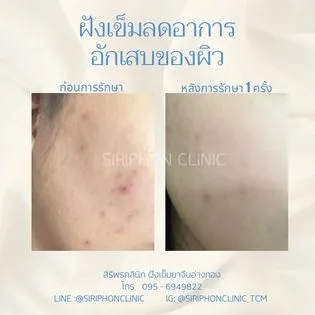 ฝังเข็มลดอาการ
อักเสบของผิว
ก่อนการรักษา
หลังการรักษา 1 ครั้ง
SIRIPHON CLINIC
สิริพรคลินิก ฝังเข็มยาจีนอ่างทอง
โทร 095 - 6949822
LINE :@SIRIPHONCLINIC IG: @SIRIPHONCLINIC_TCM